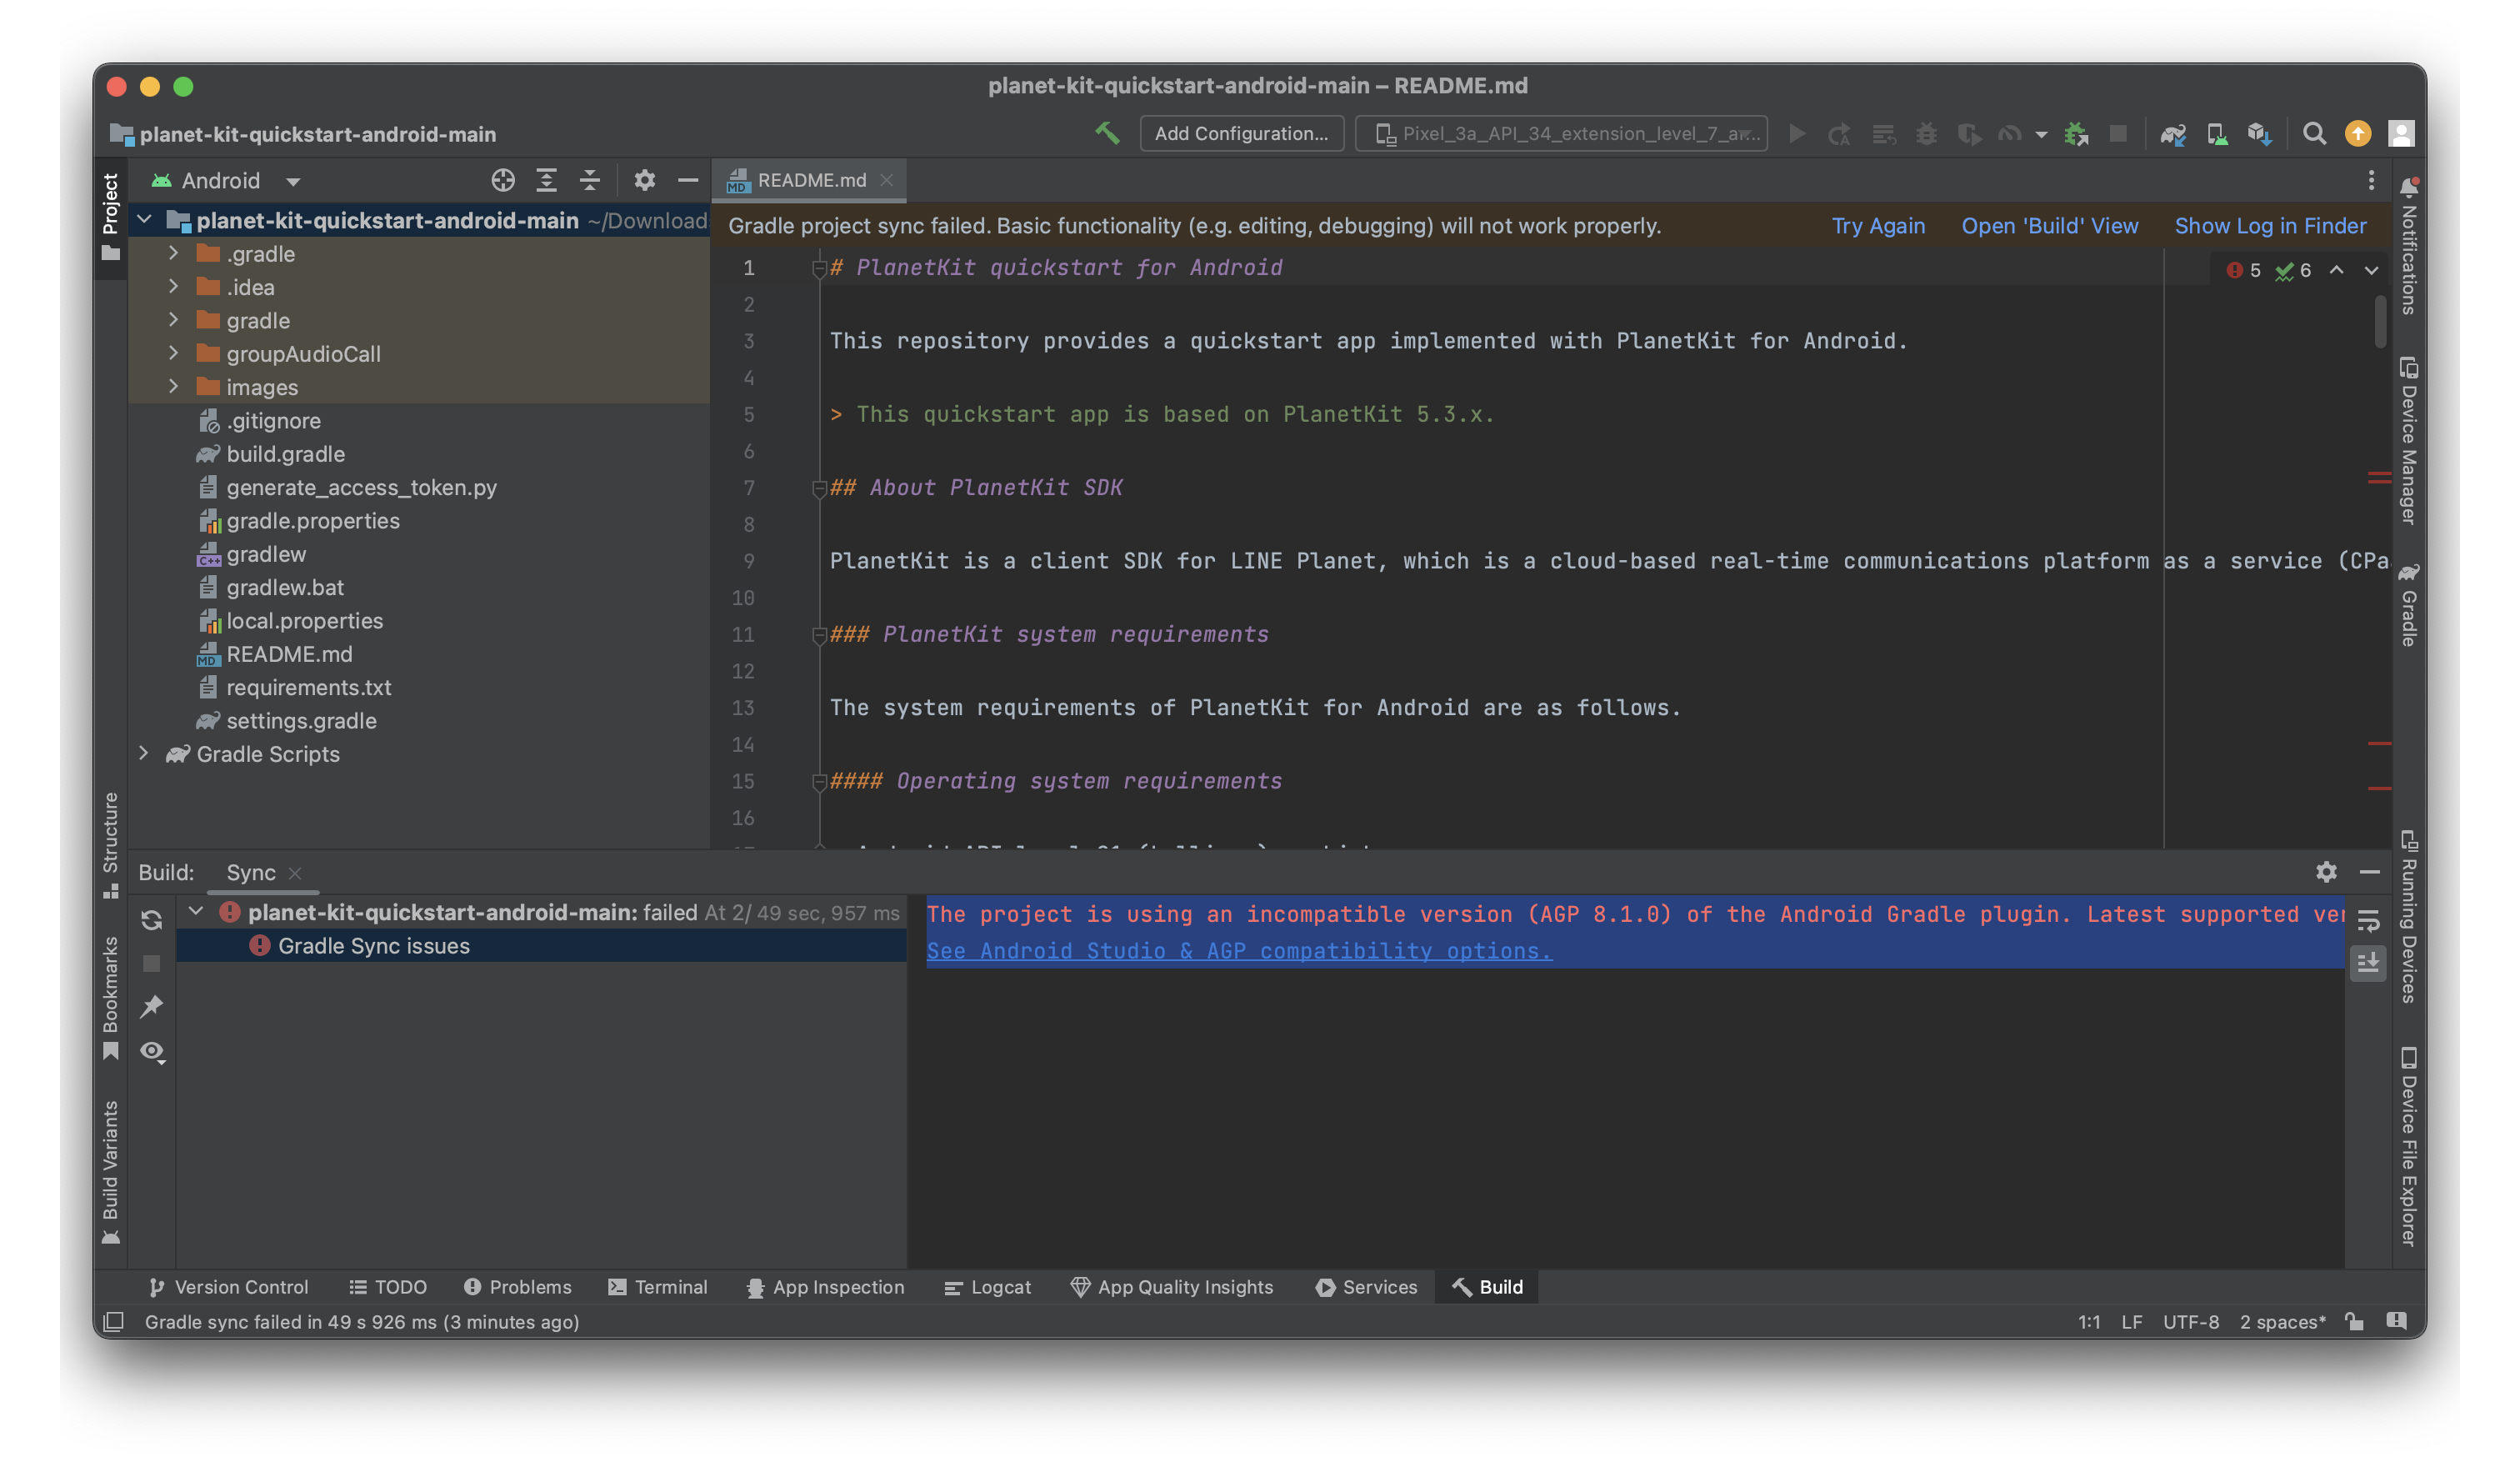 planet-kit-quickstart-android-main – README.md
planet-kit-quickstart-android-main
Add Configuration...
Pixel_3a_API_34_extension_level_7_ar...
Project
Android
README.md
planet-kit-quickstart-android-main ~/Download
.gradle
.idea
gradle
groupAudioCall
images
.gitignore
build.gradle
generate_access_token.py
gradle.properties
gradlew
gradlew.bat
local.properties
README.md
requirements.txt
settings.gradle
Gradle Scripts
Gradle project sync failed. Basic functionality (e.g. editing, debugging) will not work properly.
Try Again
Open 'Build' View
Show Log in Finder
5 6
1 # PlanetKit quickstart for Android
2
3 This repository provides a quickstart app implemented with PlanetKit for Android.
4
5 > This quickstart app is based on PlanetKit 5.3.x.
6
7 ## About PlanetKit SDK
8
9 PlanetKit is a client SDK for LINE Planet, which is a cloud-based real-time communications platform as a service (CPa
10
11 ### PlanetKit system requirements
12
13 The system requirements of PlanetKit for Android are as follows.
14
15 #### Operating system requirements
16
Notifications
Device Manager
Gradle
Running Devices
Device File Explorer
Structure
Bookmarks
Build Variants
Build:
Sync
planet-kit-quickstart-android-main: failed At 2/ 49 sec, 957 ms
Gradle Sync issues
The project is using an incompatible version (AGP 8.1.0) of the Android Gradle plugin. Latest supported ver
See Android Studio & AGP compatibility options.
Version Control
TODO
Problems
Terminal
App Inspection
Logcat
App Quality Insights
Services
Build
Gradle sync failed in 49 s 926 ms (3 minutes ago)
1:1
LF
UTF-8
2 spaces*